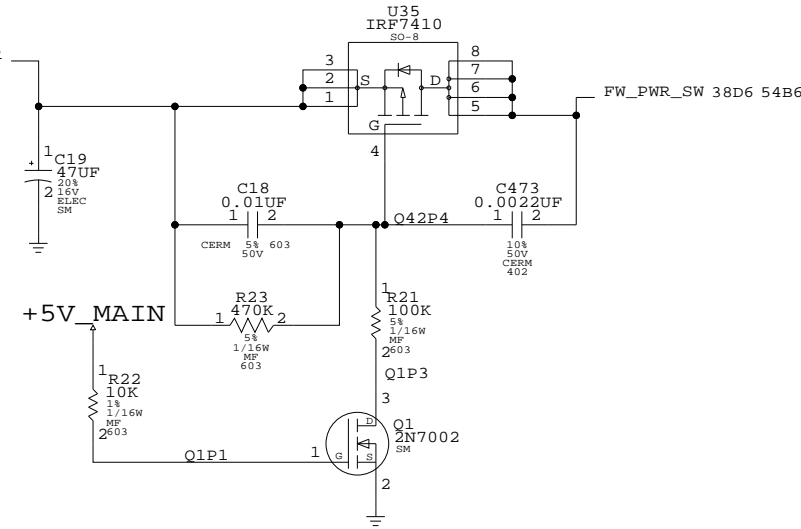 U35
IRF7410
SO-8
3
2
1
S
D
G
8
7
6
5
4
FW_PWR_SW 38D6 54B6
1
C19
47UF
20%
16V
ELEC
SM
2
+
C18
0.01UF
1 2
CERM 5% 603
50V
Q42P4
C473
0.0022UF
1 2
10%
50V
CERM
402
R23
470K
1 2
5%
1/16W
MF
603
1
R21
100K
5%
1/16W
MF
603
2
+5V_MAIN
1
R22
10K
1%
1/16W
MF
603
2
Q1P3
3
Q1
2N7002
SM
D
G
S
1
2
Q1P1